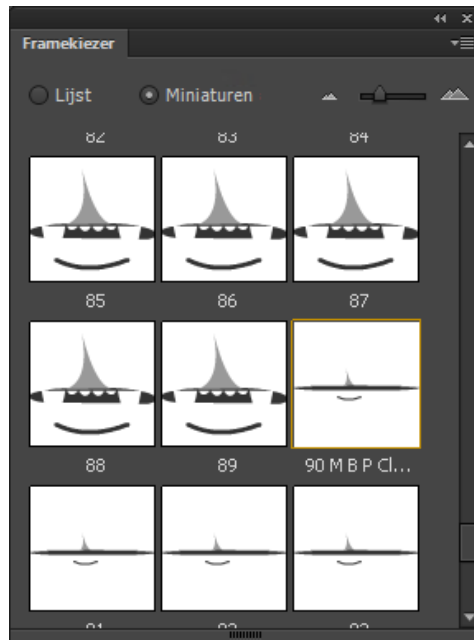 Framekiezer
Lijst Miniaturen
82 83 84
85 86 87
88 89 90 M B P Cl...